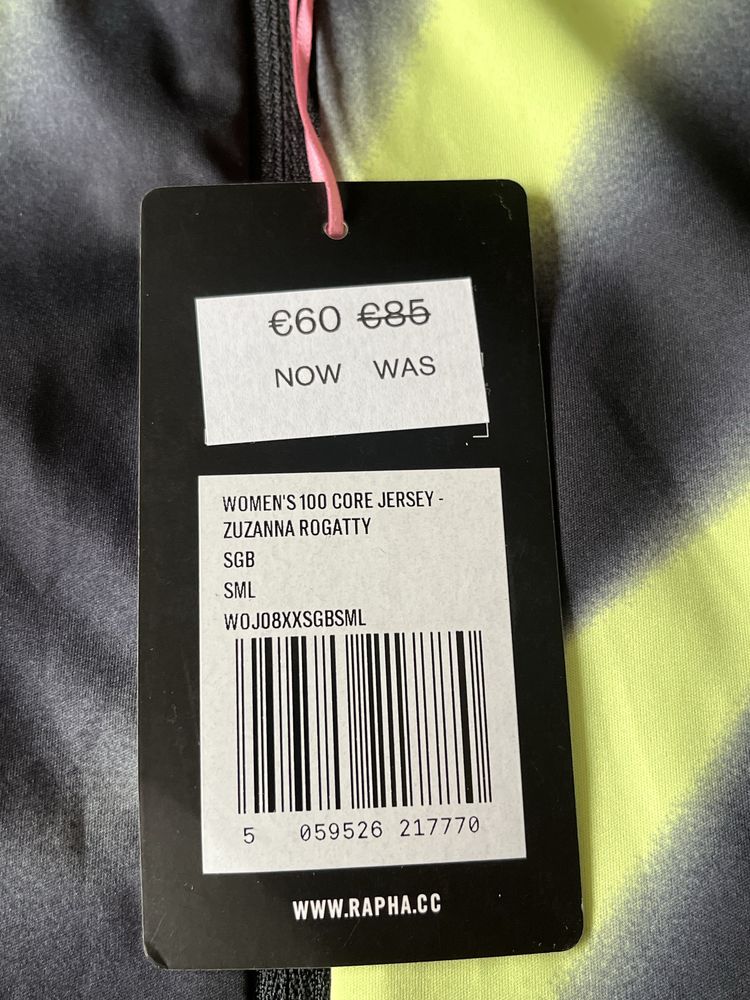 €60 €85
NOW WAS
WOMEN'S 100 CORE JERSEY -
ZUZANNA ROGATTY
SGB
SML
WOJ08XXSGBSML
5 059526 217770
WWW.RAPHA.CC